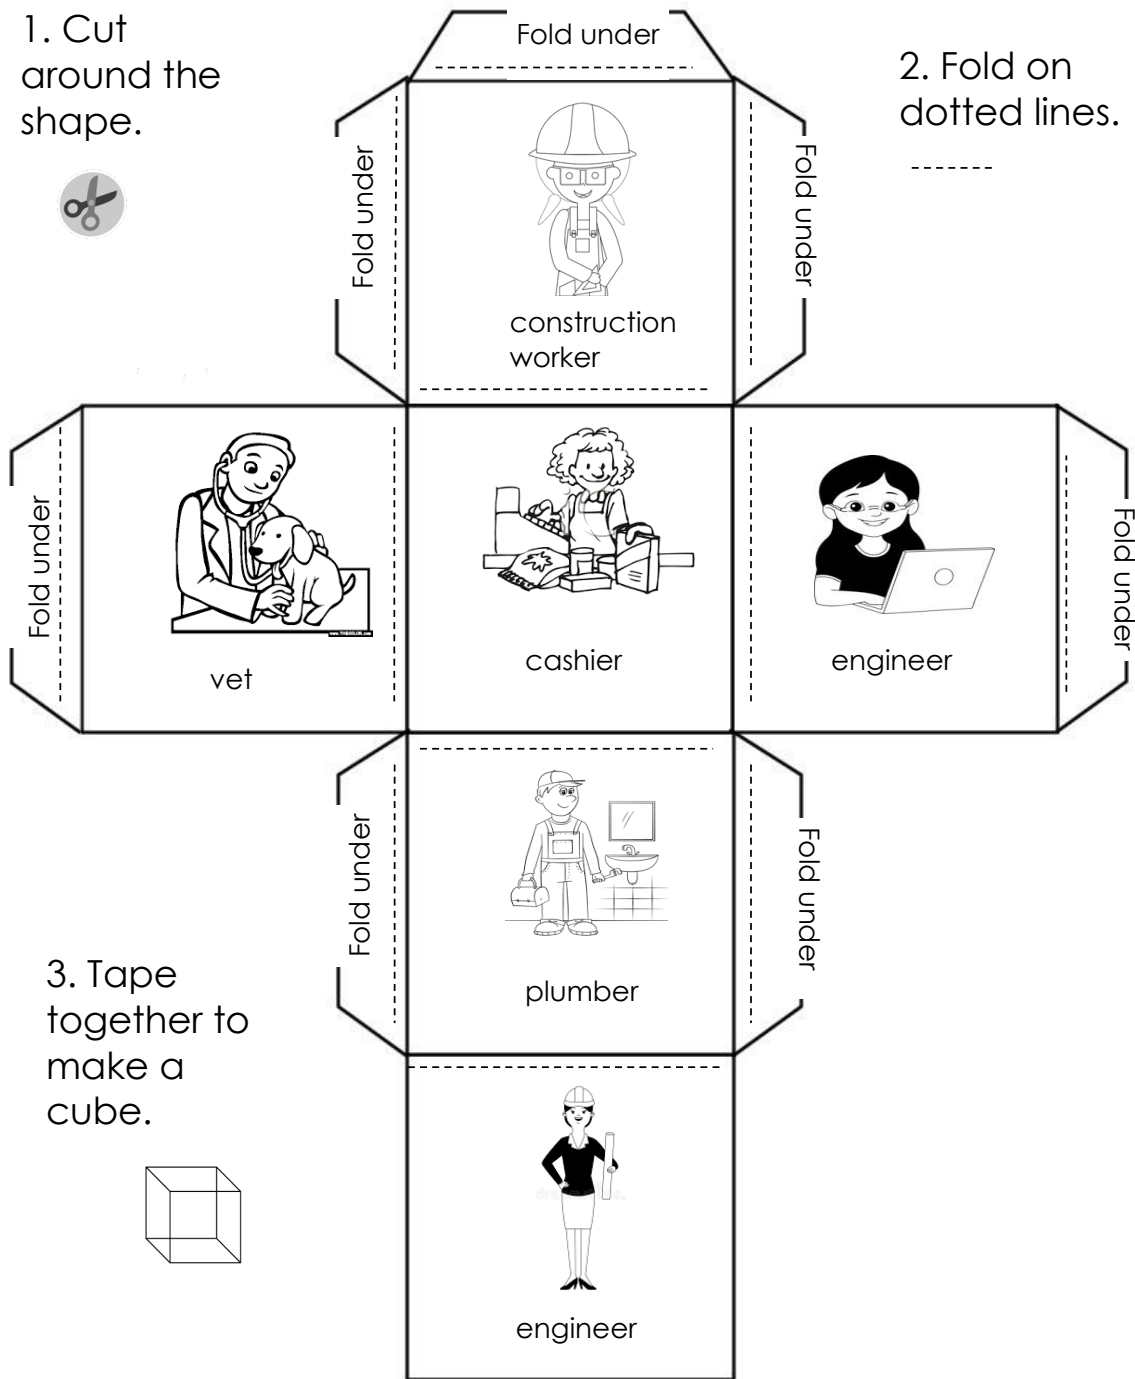 1. Cut
around the
shape.
Fold under
2. Fold on
dotted lines.
Fold under
Fold under
construction
worker
Fold under
vet
cashier
engineer
Fold under
Fold under
plumber
Fold under
3. Tape
together to
make a
cube.
engineer